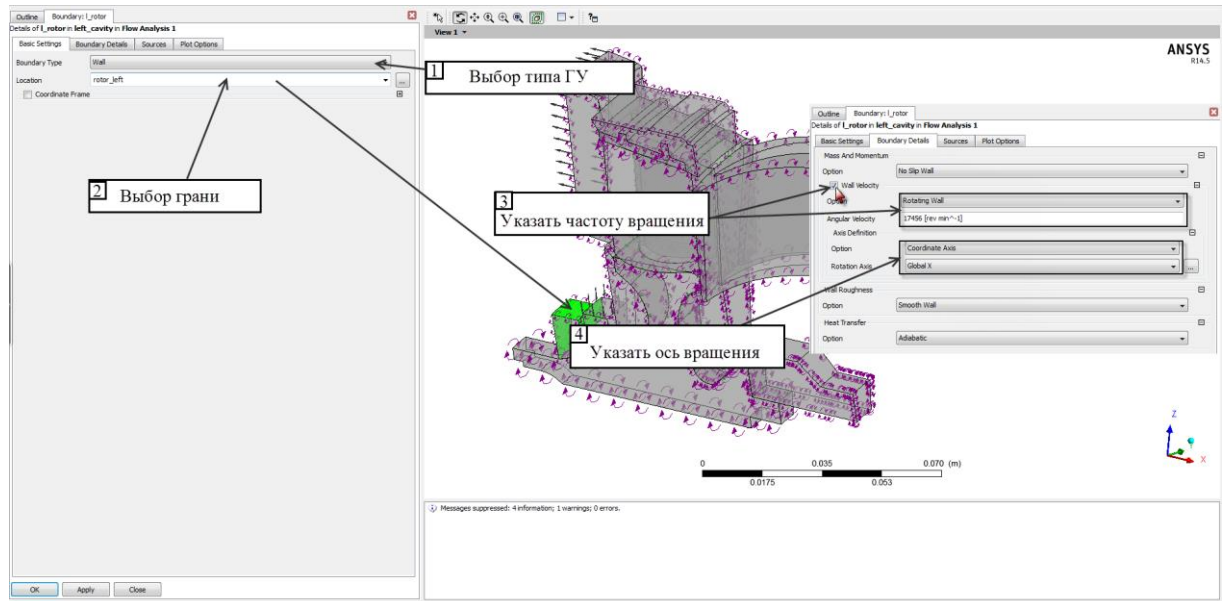 Outline Boundary: l_rotor
Details of l_rotor in left_cavity in Flow Analysis 1
Basic Settings Boundary Details Sources Plot Options
Boundary Type Wall
Location rotor_left ...
Coordinate Frame
1 Выбор типа ГУ
2 Выбор грани
View 1
ANSYS
R14.5
3
Указать частоту вращения
4
Указать ось вращения
Outline Boundary: l_rotor
Details of l_rotor in left_cavity in Flow Analysis 1
Basic Settings Boundary Details Sources Plot Options
Mass And Momentum
Option No Slip Wall
Wall Velocity
Option Rotating Wall
Angular Velocity 17456 [rev min^-1]
Axis Definition
Option Coordinate Axis
Rotation Axis Global X ...
Wall Roughness
Option Smooth Wall
Heat Transfer
Option Adiabatic
Z
X
0 0.035 0.070 (m)
0.0175 0.053
Messages suppressed: 4 information; 1 warnings; 0 errors.
OK Apply Close